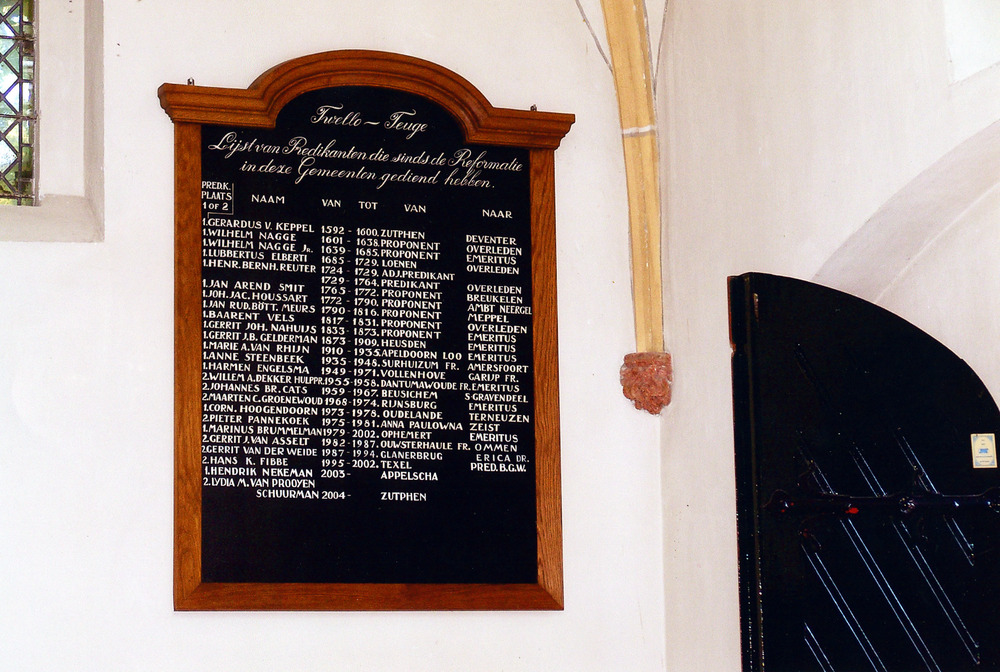 Twello - Teuge
Lijst van Predikanten die sinds de Reformatie
in deze Gemeenten gediend hebben.
PRED.K.
PLAATS
1 OF 2 NAAM VAN TOT VAN NAAR
1.GERARDUS V. KEPPEL 1592 - 1600. ZUTPHEN DEVENTER
1.WILHELM NAGGE 1601 - 1638. PROPONENT OVERLEDEN
1.WILHELM NAGGE Jr. 1639 - 1685. PROPONENT EMERITUS
1.LUBBERTUS ELBERTI 1685 - 1729. LOENEN OVERLEDEN
1.HENR. BERNH. REUTER 1724 - 1729. ADJ. PREDIKANT
1729 - 1764. PREDIKANT OVERLEDEN
1.JAN AREND SMIT 1765 - 1772. PROPONENT BREUKELEN
1.JOH. JAC. HOUSSART 1772 - 1790. PROPONENT AMBT NEERGEL
1.JAN RUD. BÖTT. MEURS 1790 - 1816. PROPONENT MEPPEL
1.BAARENT VELS 1817 - 1831. PROPONENT OVERLEDEN
1.GERRIT JOH. NAHUIJS 1833 - 1873. PROPONENT EMERITUS
1.GERRIT J.B. GELDERMAN 1873 - 1909. HEUSDEN EMERITUS
1.MARIE A. VAN RHIJN 1910 - 1935. APELDOORN LOO EMERITUS
1.ANNE STEENBEEK 1935 - 1948. SURHUIZUM FR. AMERSFOORT
1.HARMEN ENGELSMA 1949 - 1971. VOLLENHOVE GARIJP FR.
2.WILLEM A. DEKKER HULPPR. 1955 - 1958. DANTUMAWOUDE FR. EMERITUS
2.JOHANNES BR. CATS 1959 - 1967. BEUSICHEM S-GRAVENDEEL
2.MAARTEN C. GROENEWOUD 1968 - 1974. RIJNSBURG EMERITUS
1.CORN. HOOGENDOORN 1973 - 1978. OUDELANDE TERNEUZEN
2.PIETER PANNEKOEK 1975 - 1981. ANNA PAULOWNA ZEIST
1.MARINUS BRUMMELMAN 1979 - 2002. OPHEMERT EMERITUS
2.GERRIT J. VAN ASSELT 1982 - 1987. OUWSTERHAULE FR. OMMEN
2.GERRIT VAN DER WEIDE 1987 - 1994. GLANERBRUG ERICA DR.
2.HANS K. FIBBE 1995 - 2002. TEXEL PRED. B.G.W.
1.HENDRIK NEKEMAN 2003 - APPELSCHA
2.LYDIA M. VAN PROOYEN
SCHUURMAN 2004 - ZUTPHEN